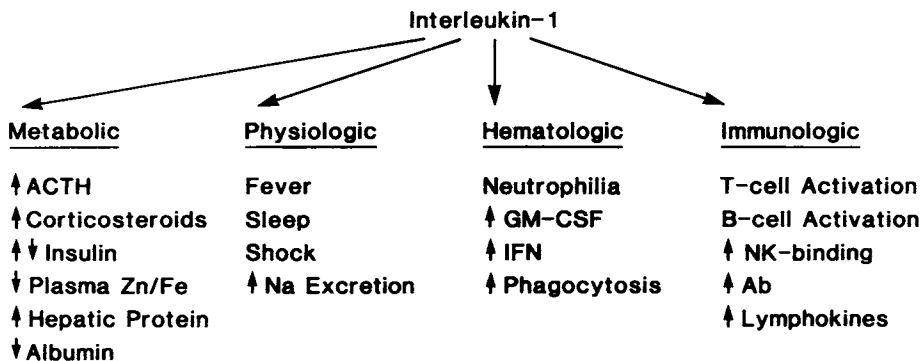 Interleukin-1
Metabolic
↑ ACTH
↑ Corticosteroids
↑↓ Insulin
↓ Plasma Zn/Fe
↑ Hepatic Protein
↓ Albumin
Physiologic
Fever
Sleep
Shock
↑ Na Excretion
Hematologic
Neutrophilia
↑ GM-CSF
↑ IFN
↑ Phagocytosis
Immunologic
T-cell Activation
B-cell Activation
↑ NK-binding
↑ Ab
↑ Lymphokines